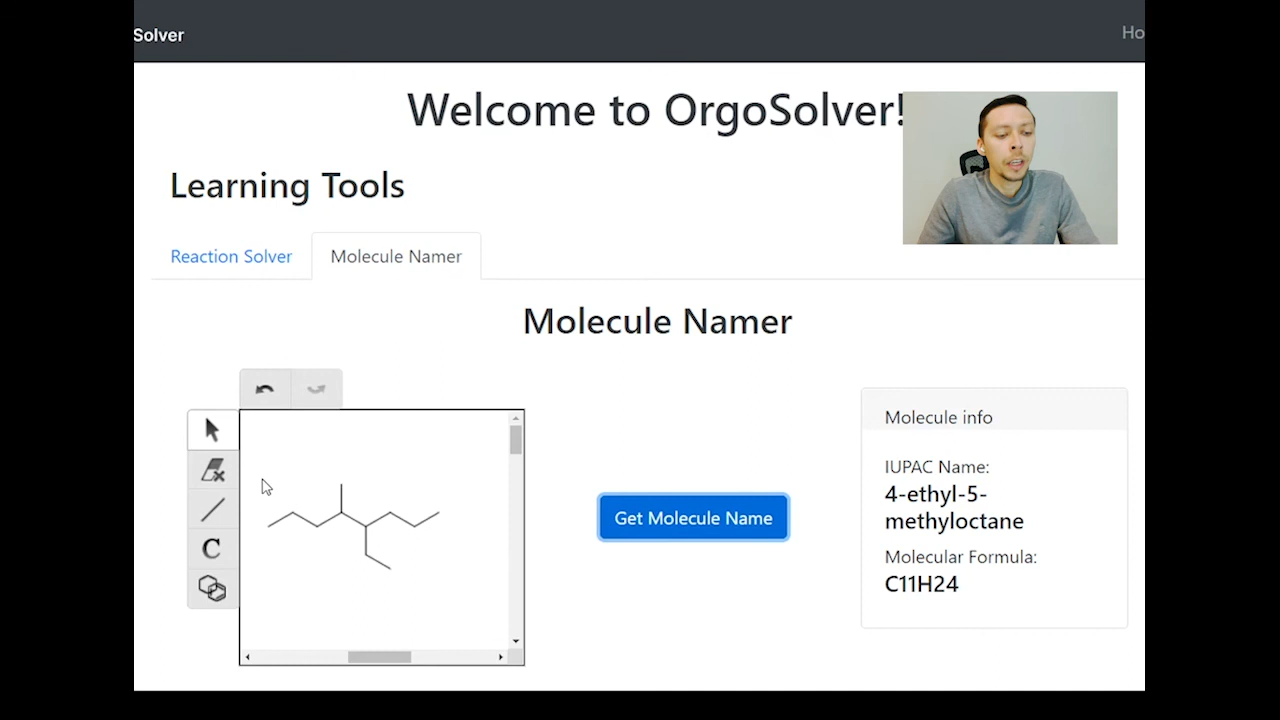 Solver
Ho
Welcome to OrgoSolver!
Learning Tools
Reaction Solver
Molecule Namer
Molecule Namer
C
Get Molecule Name
Molecule info
IUPAC Name:
4-ethyl-5-
methyloctane
Molecular Formula:
C11H24